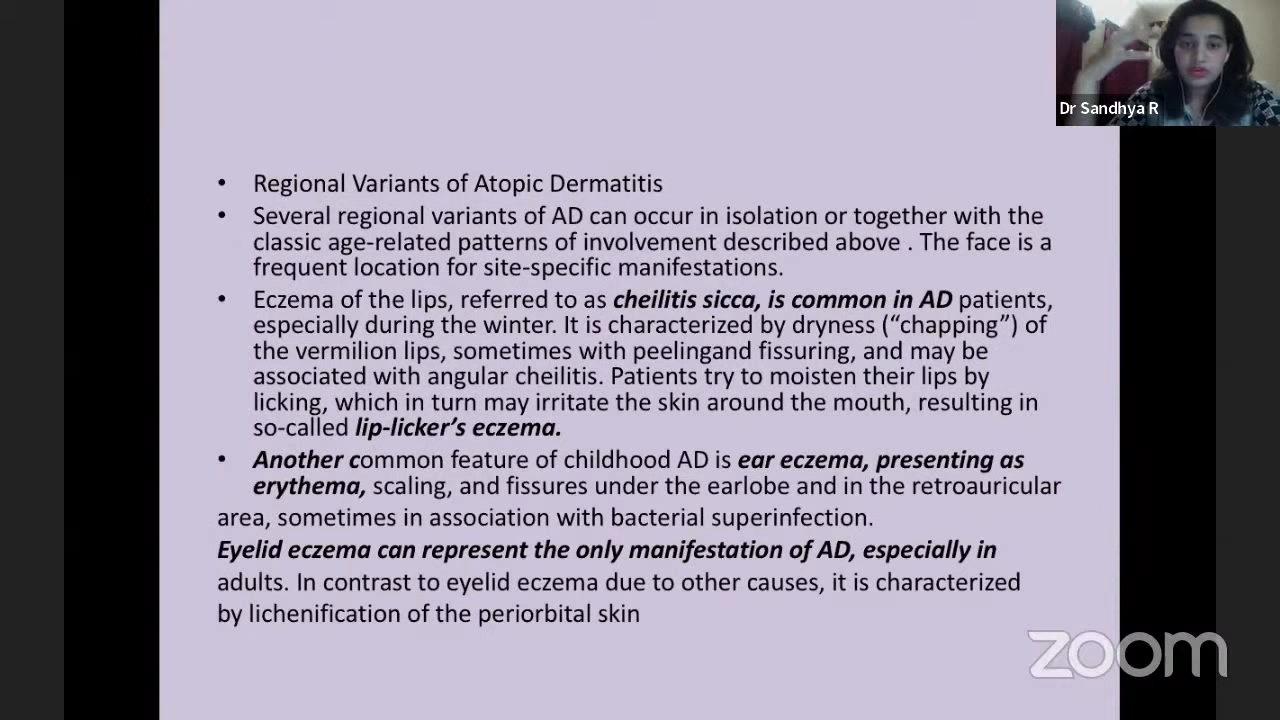 Dr Sandhya R
• Regional Variants of Atopic Dermatitis
• Several regional variants of AD can occur in isolation or together with the
classic age-related patterns of involvement described above . The face is a
frequent location for site-specific manifestations.
• Eczema of the lips, referred to as cheilitis sicca, is common in AD patients,
especially during the winter. It is characterized by dryness (“chapping”) of
the vermilion lips, sometimes with peelingand fissuring, and may be
associated with angular cheilitis. Patients try to moisten their lips by
licking, which in turn may irritate the skin around the mouth, resulting in
so-called lip-licker’s eczema.
• Another common feature of childhood AD is ear eczema, presenting as
erythema, scaling, and fissures under the earlobe and in the retroauricular
area, sometimes in association with bacterial superinfection.
Eyelid eczema can represent the only manifestation of AD, especially in
adults. In contrast to eyelid eczema due to other causes, it is characterized
by lichenification of the periorbital skin
zoom